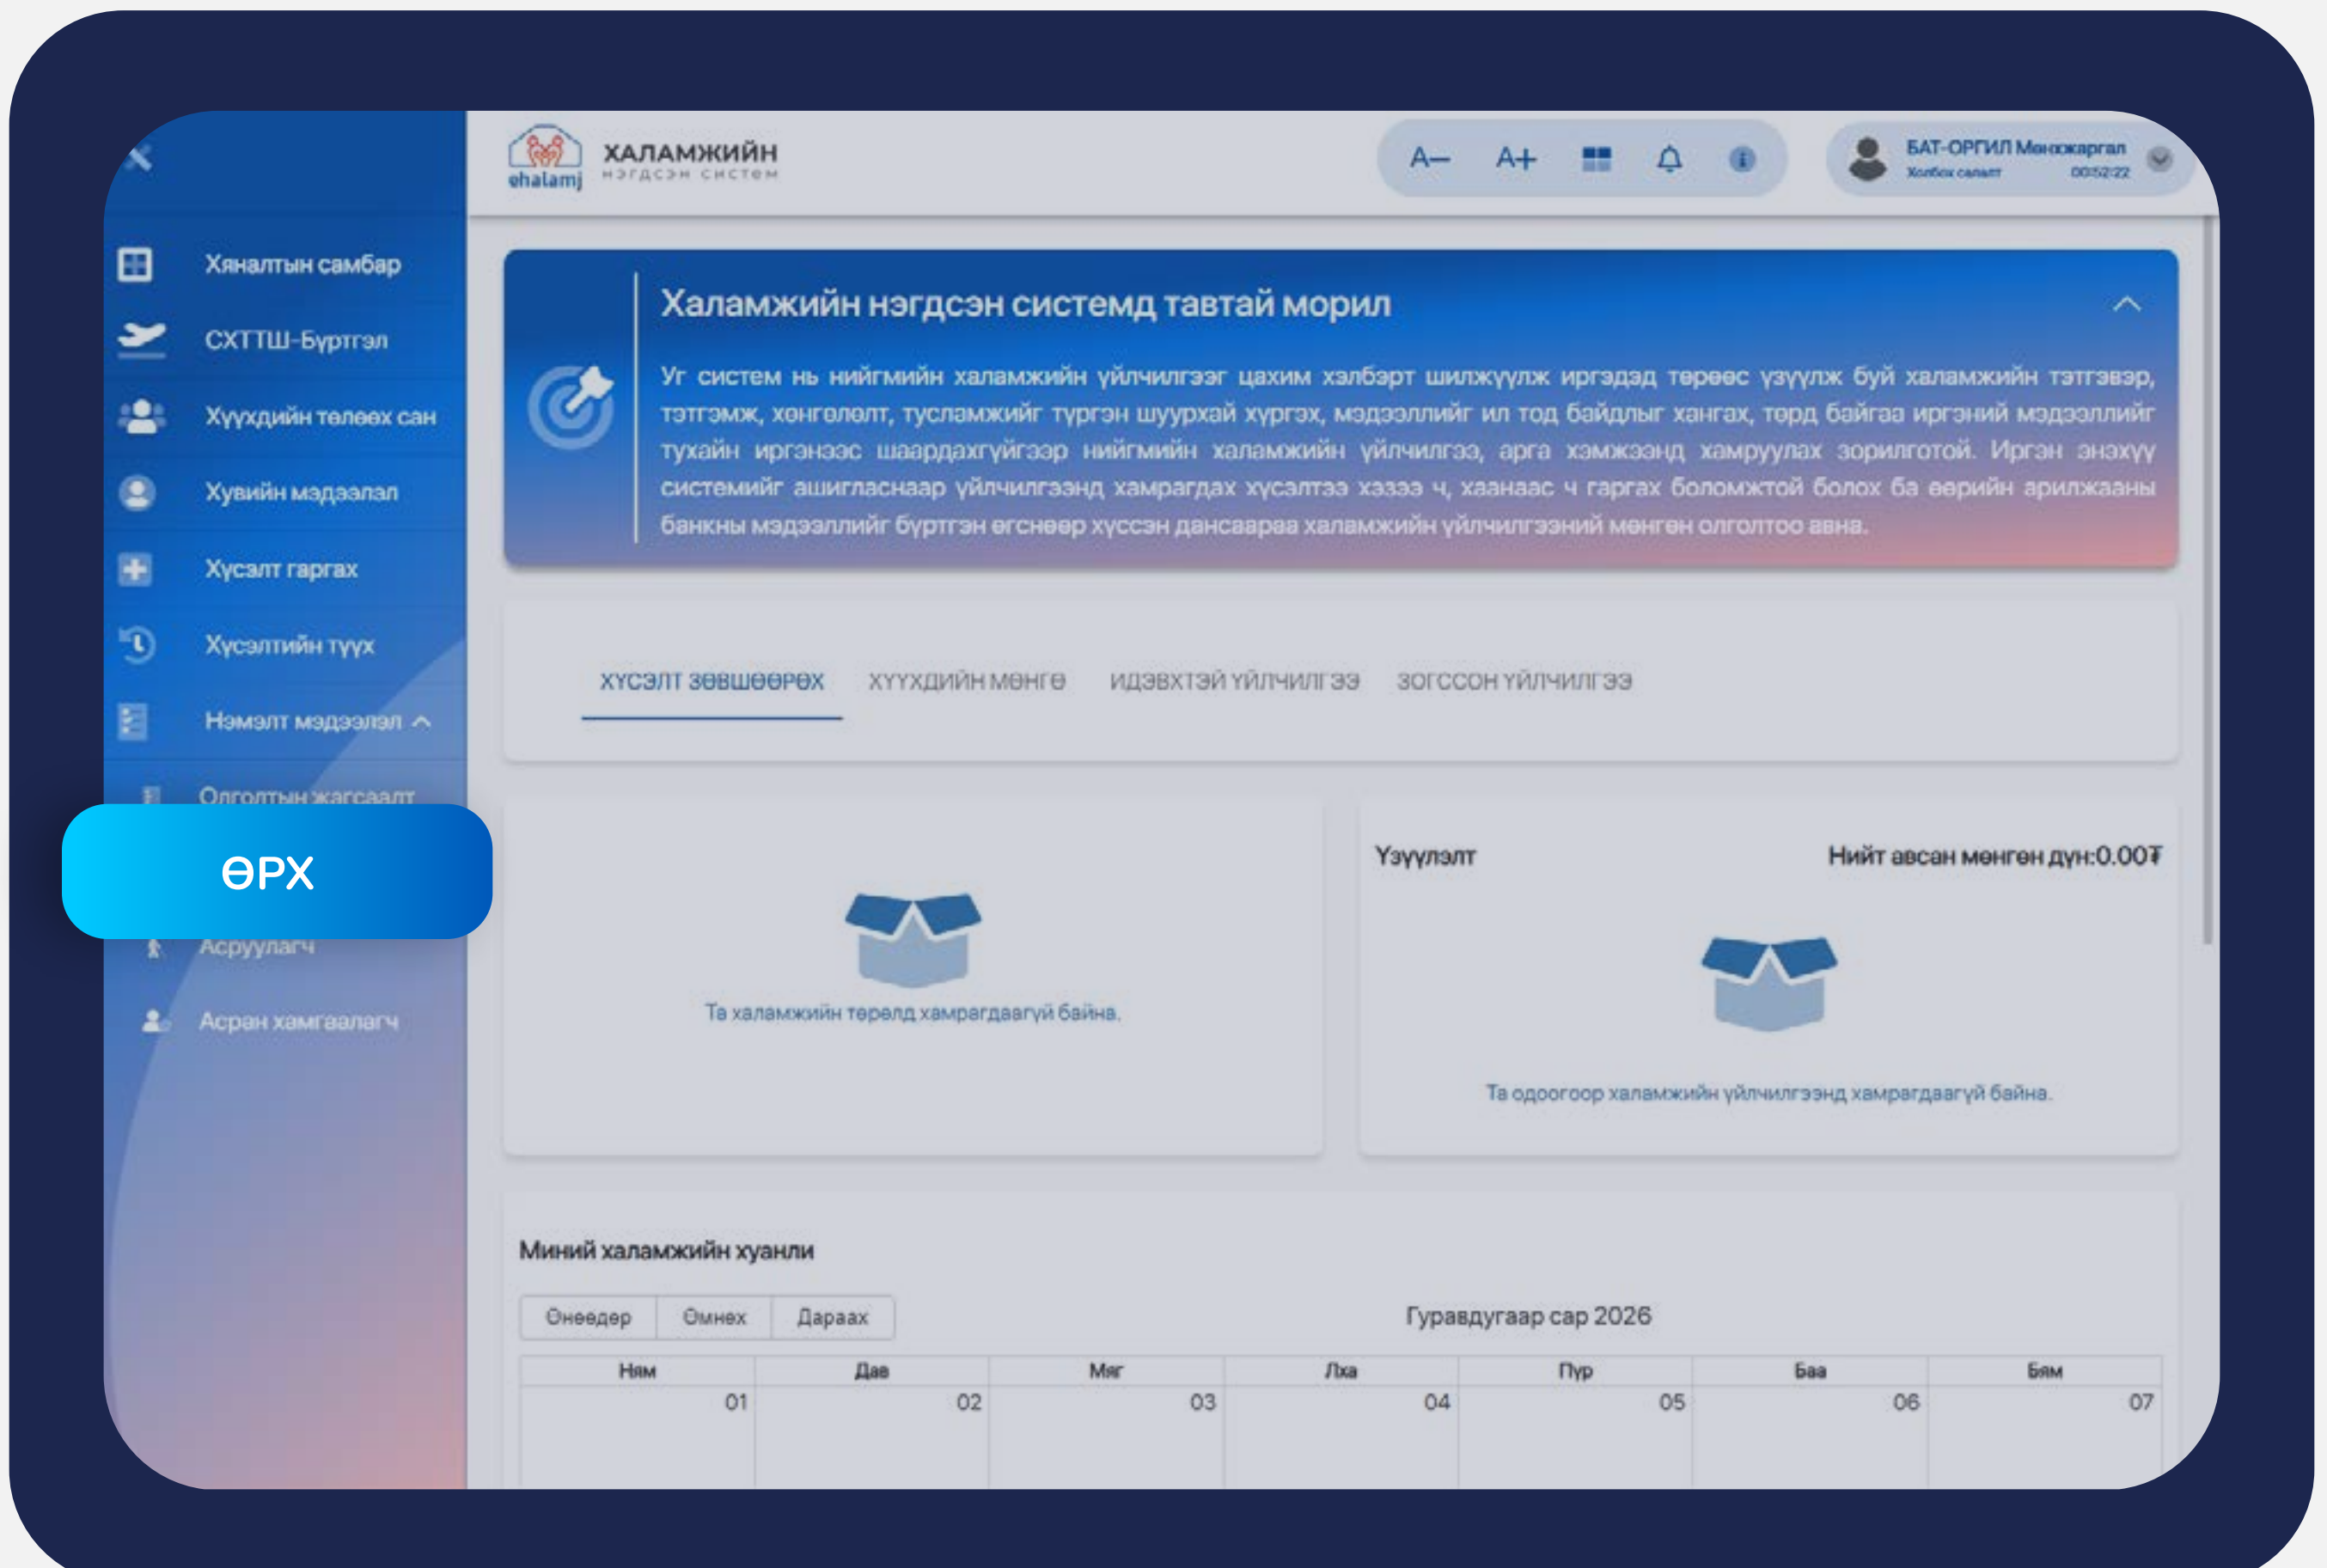 ehalamj
ХАЛАМЖИЙН
НЭГДСЭН СИСТЕМ
А— А+
БАТ-ОРГИЛ Мөнхжаргал
Холбох салалт 00:52:22
Хяналтын самбар
СХТТШ-Бүртгэл
Хүүхдийн төлөөх сан
Хувийн мэдээлэл
Хүсэлт гаргах
Хүсэлтийн түүх
Нэмэлт мэдээлэл
Олголтын жагсаалт
ӨРХ
Асруулагч
Асран хамгаалагч
Халамжийн нэгдсэн системд тавтай морил
Уг систем нь нийгмийн халамжийн үйлчилгээг цахим хэлбэрт шилжүүлж иргэдэд төрөөс үзүүлж буй халамжийн тэтгэвэр,
тэтгэмж, хөнгөлөлт, тусламжийг түргэн шуурхай хүргэх, мэдээллийг ил тод байдлыг хангах, төрд байгаа иргэний мэдээллийг
тухайн иргэнээс шаардахгүйгээр нийгмийн халамжийн үйлчилгээ, арга хэмжээнд хамруулах зорилготой. Иргэн энэхүү
системийг ашигласнаар үйлчилгээнд хамрагдах хүсэлтээ хэзээ ч, хаанаас ч гаргах боломжтой болох ба өөрийн арилжааны
банкны мэдээллийг бүртгэн өгснөөр хүссэн дансаараа халамжийн үйлчилгээний мөнгөн олголтоо авна.
ХҮСЭЛТ ЗӨВШӨӨРӨХ ХҮҮХДИЙН МӨНГӨ ИДЭВХТЭЙ ҮЙЛЧИЛГЭЭ ЗОГССОН ҮЙЛЧИЛГЭЭ
Та халамжийн төрөлд хамрагдаагүй байна.
Үзүүлэлт Нийт авсан мөнгөн дүн:0.00₮
Та одоогоор халамжийн үйлчилгээнд хамрагдаагүй байна.
Миний халамжийн хуанли
Өнөөдөр Өмнөх Дараах Гуравдугаар сар 2026
Ням Дав Мяг Лха Пүр Баа Бям
01 02 03 04 05 06 07